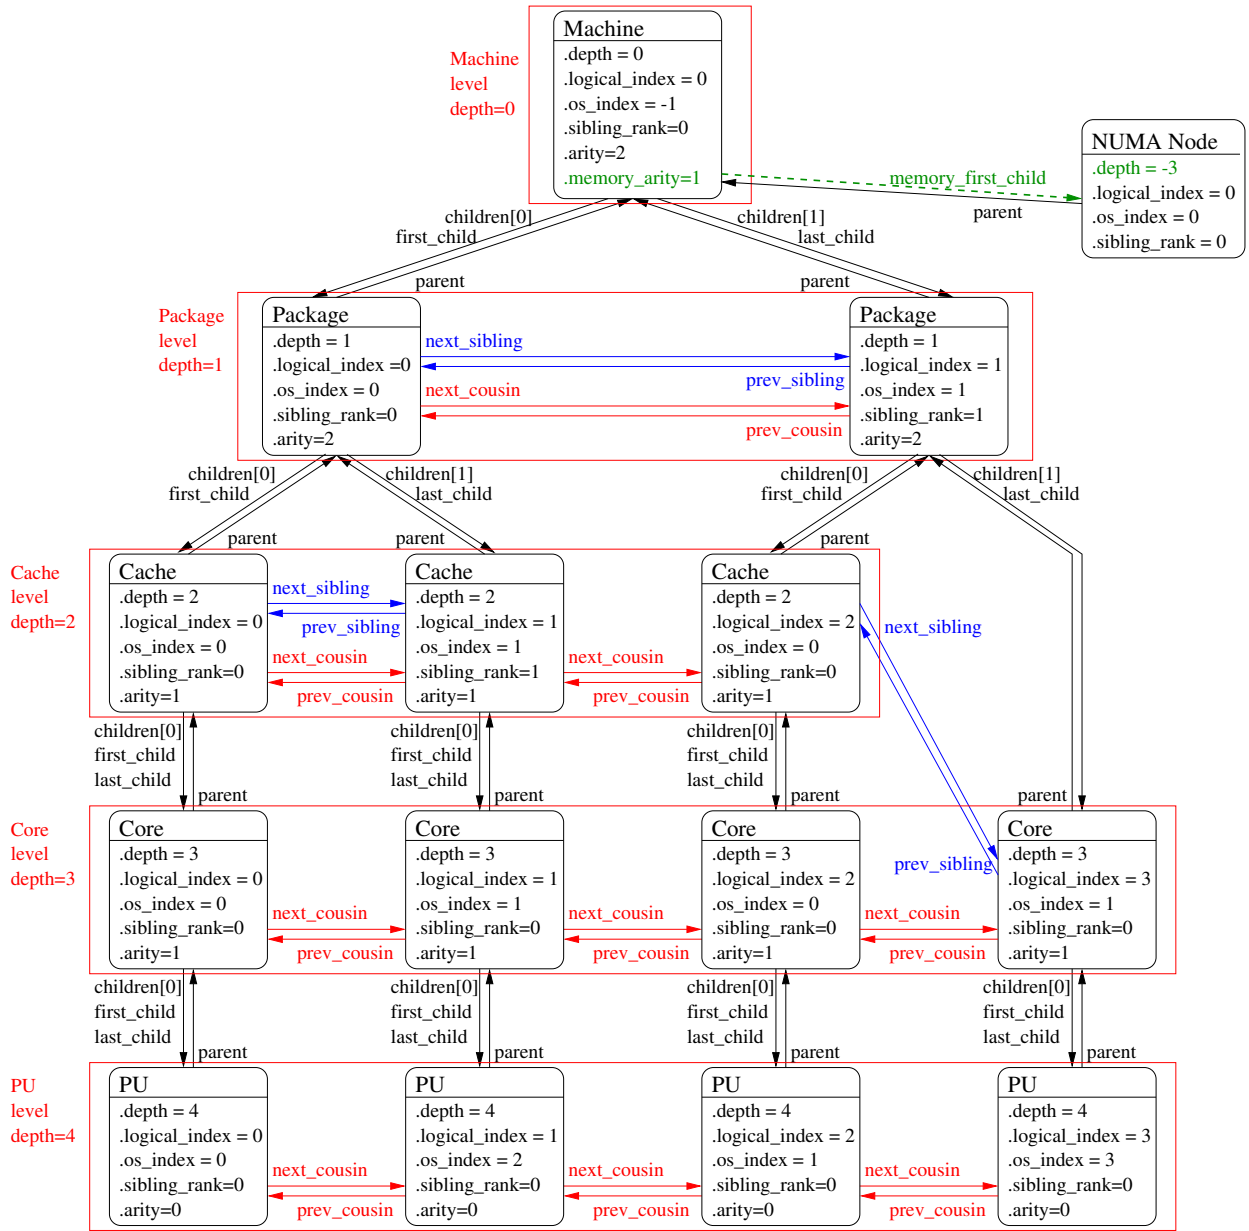 Machine
.depth = 0
.logical_index = 0
.os_index = -1
.sibling_rank=0
.arity=2
.memory_arity=1
Machine
level
depth=0
NUMA Node
.depth = -3
.logical_index = 0
.os_index = 0
.sibling_rank = 0
memory_first_child
parent
children[0]
first_child
children[1]
last_child
parent
parent
Package
level
depth=1
Package
.depth = 1
.logical_index =0
.os_index = 0
.sibling_rank=0
.arity=2
next_sibling
prev_sibling
next_cousin
prev_cousin
Package
.depth = 1
.logical_index = 1
.os_index = 1
.sibling_rank=1
.arity=2
children[0]
first_child
children[1]
last_child
children[0]
first_child
children[1]
last_child
parent
parent
parent
Cache
level
depth=2
Cache
.depth = 2
.logical_index = 0
.os_index = 0
.sibling_rank=0
.arity=1
next_sibling
prev_sibling
next_cousin
prev_cousin
Cache
.depth = 2
.logical_index = 1
.os_index = 1
.sibling_rank=1
.arity=1
next_cousin
prev_cousin
Cache
.depth = 2
.logical_index = 2
.os_index = 0
.sibling_rank=0
.arity=1
next_sibling
prev_sibling
children[0]
first_child
last_child
parent
children[0]
first_child
last_child
parent
children[0]
first_child
last_child
parent
parent
Core
level
depth=3
Core
.depth = 3
.logical_index = 0
.os_index = 0
.sibling_rank=0
.arity=1
next_cousin
prev_cousin
Core
.depth = 3
.logical_index = 1
.os_index = 1
.sibling_rank=0
.arity=1
next_cousin
prev_cousin
Core
.depth = 3
.logical_index = 2
.os_index = 0
.sibling_rank=0
.arity=1
next_cousin
prev_cousin
Core
.depth = 3
.logical_index = 3
.os_index = 1
.sibling_rank=0
.arity=1
children[0]
first_child
last_child
parent
children[0]
first_child
last_child
parent
children[0]
first_child
last_child
parent
children[0]
first_child
last_child
parent
PU
level
depth=4
PU
.depth = 4
.logical_index = 0
.os_index = 0
.sibling_rank=0
.arity=0
next_cousin
prev_cousin
PU
.depth = 4
.logical_index = 1
.os_index = 2
.sibling_rank=0
.arity=0
next_cousin
prev_cousin
PU
.depth = 4
.logical_index = 2
.os_index = 1
.sibling_rank=0
.arity=0
next_cousin
prev_cousin
PU
.depth = 4
.logical_index = 3
.os_index = 3
.sibling_rank=0
.arity=0